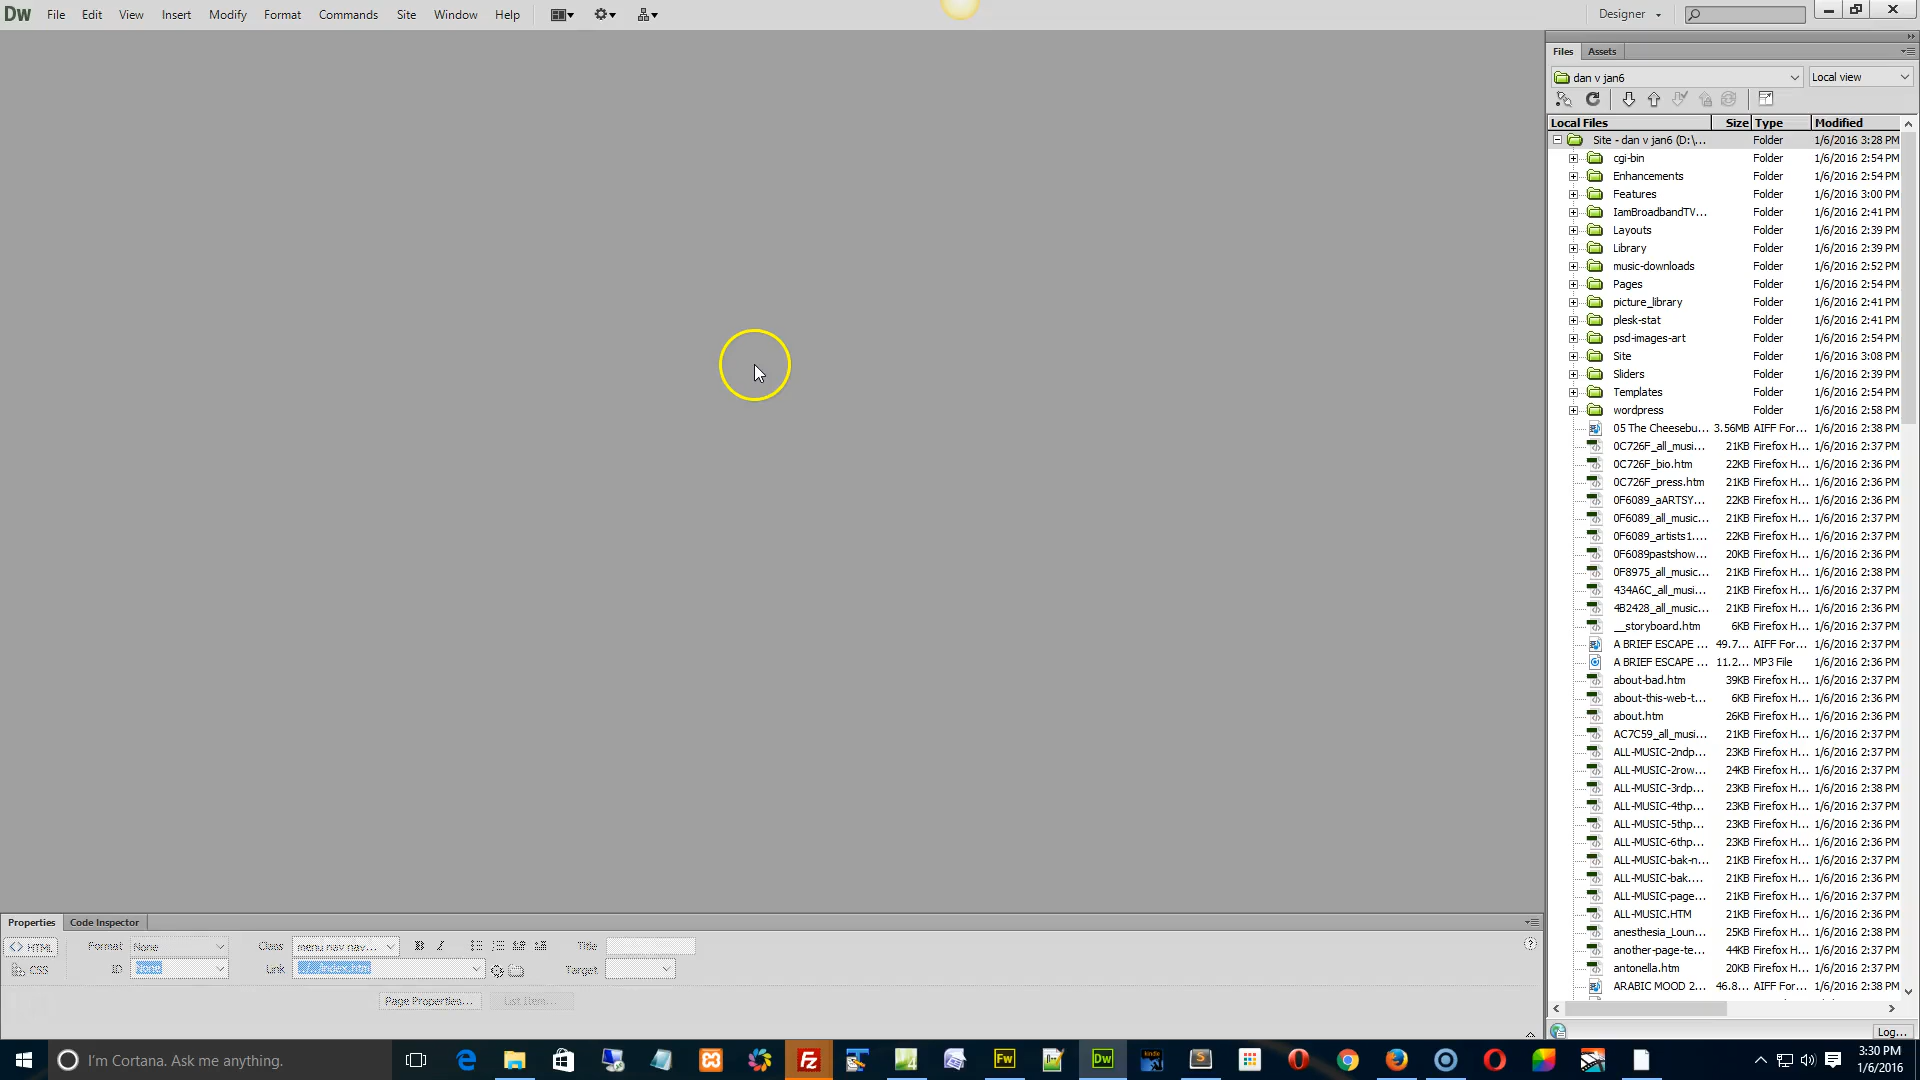 Dw File Edit View Insert Modify Format Commands Site Window Help Designer
Files Assets
dan v jan6 Local view
Local Files Size Type Modified
Site - dan v jan6 (D:\... Folder 1/6/2016 3:28 PM
cgi-bin Folder 1/6/2016 2:54 PM
Enhancements Folder 1/6/2016 2:54 PM
Features Folder 1/6/2016 3:00 PM
IamBroadbandTV... Folder 1/6/2016 2:41 PM
Layouts Folder 1/6/2016 2:39 PM
Library Folder 1/6/2016 2:39 PM
music-downloads Folder 1/6/2016 2:52 PM
Pages Folder 1/6/2016 2:54 PM
picture_library Folder 1/6/2016 2:41 PM
plesk-stat Folder 1/6/2016 2:41 PM
psd-images-art Folder 1/6/2016 2:54 PM
Site Folder 1/6/2016 3:08 PM
Sliders Folder 1/6/2016 2:39 PM
Templates Folder 1/6/2016 2:54 PM
wordpress Folder 1/6/2016 2:58 PM
05 The Cheesebu... 3.56MB AIFF For... 1/6/2016 2:38 PM
0C726F_all_musi... 21KB Firefox H... 1/6/2016 2:37 PM
0C726F_bio.htm 22KB Firefox H... 1/6/2016 2:36 PM
0C726F_press.htm 21KB Firefox H... 1/6/2016 2:36 PM
0F6089_aARTSY... 22KB Firefox H... 1/6/2016 2:36 PM
0F6089_all_music... 21KB Firefox H... 1/6/2016 2:37 PM
0F6089_artists1.... 22KB Firefox H... 1/6/2016 2:37 PM
0F6089pastshow... 20KB Firefox H... 1/6/2016 2:36 PM
0F8975_all_music... 21KB Firefox H... 1/6/2016 2:38 PM
434A6C_all_musi... 21KB Firefox H... 1/6/2016 2:37 PM
4B2428_all_music... 21KB Firefox H... 1/6/2016 2:36 PM
__storyboard.htm 6KB Firefox H... 1/6/2016 2:37 PM
A BRIEF ESCAPE ... 49.7... AIFF For... 1/6/2016 2:37 PM
A BRIEF ESCAPE ... 11.2... MP3 File 1/6/2016 2:36 PM
about-bad.htm 39KB Firefox H... 1/6/2016 2:37 PM
about-this-web-t... 6KB Firefox H... 1/6/2016 2:36 PM
about.htm 26KB Firefox H... 1/6/2016 2:36 PM
AC7C59_all_musi... 21KB Firefox H... 1/6/2016 2:37 PM
ALL-MUSIC-2ndp... 23KB Firefox H... 1/6/2016 2:37 PM
ALL-MUSIC-2row... 24KB Firefox H... 1/6/2016 2:37 PM
ALL-MUSIC-3rdp... 23KB Firefox H... 1/6/2016 2:38 PM
ALL-MUSIC-4thp... 23KB Firefox H... 1/6/2016 2:37 PM
ALL-MUSIC-5thp... 23KB Firefox H... 1/6/2016 2:36 PM
ALL-MUSIC-6thp... 23KB Firefox H... 1/6/2016 2:36 PM
ALL-MUSIC-bak-n... 21KB Firefox H... 1/6/2016 2:37 PM
ALL-MUSIC-bak.... 21KB Firefox H... 1/6/2016 2:36 PM
ALL-MUSIC-page... 21KB Firefox H... 1/6/2016 2:37 PM
ALL-MUSIC.HTM 21KB Firefox H... 1/6/2016 2:36 PM
anesthesia_Loun... 25KB Firefox H... 1/6/2016 2:38 PM
another-page-te... 44KB Firefox H... 1/6/2016 2:37 PM
antonella.htm 20KB Firefox H... 1/6/2016 2:37 PM
ARABIC MOOD 2... 46.8... AIFF For... 1/6/2016 2:38 PM
Log...
Properties Code Inspector
<> HTML Format None Class menu nav nav... B I Title
CSS ID None Link ../../index.htm Target
Page Properties... List Item...
I'm Cortana. Ask me anything. Fz Fw Dw kindle S 3:30 PM
1/6/2016